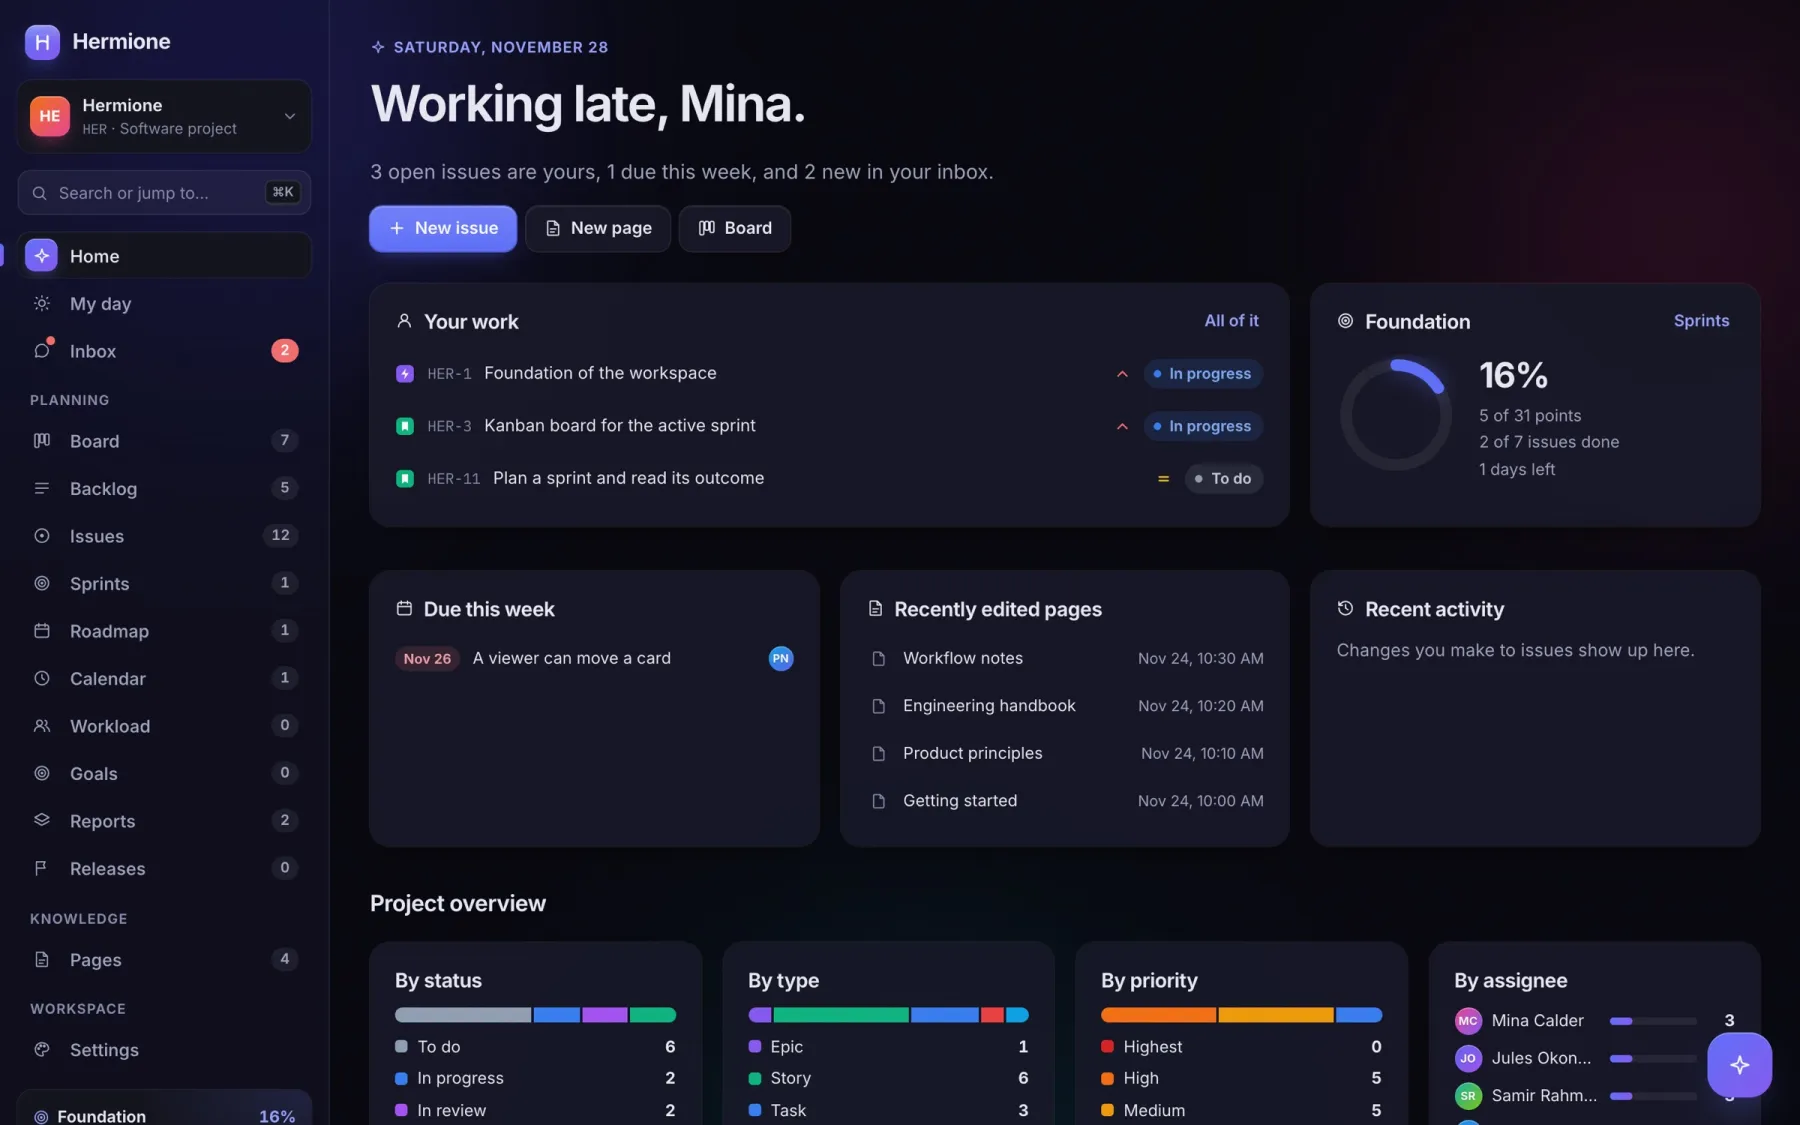 H Hermione
HE Hermione
HER · Software project
Search or jump to... ⌘K
Home
My day
Inbox 2
PLANNING
Board 7
Backlog 5
Issues 12
Sprints 1
Roadmap 1
Calendar 1
Workload 0
Goals 0
Reports 2
Releases 0
KNOWLEDGE
Pages 4
WORKSPACE
Settings
Foundation 16%
SATURDAY, NOVEMBER 28
Working late, Mina.
3 open issues are yours, 1 due this week, and 2 new in your inbox.
New issue New page Board
Your work All of it
HER-1 Foundation of the workspace In progress
HER-3 Kanban board for the active sprint In progress
HER-11 Plan a sprint and read its outcome To do
Foundation Sprints
16%
5 of 31 points
2 of 7 issues done
1 days left
Due this week
Nov 26 A viewer can move a card PN
Recently edited pages
Workflow notes Nov 24, 10:30 AM
Engineering handbook Nov 24, 10:20 AM
Product principles Nov 24, 10:10 AM
Getting started Nov 24, 10:00 AM
Recent activity
Changes you make to issues show up here.
Project overview
By status
To do 6
In progress 2
In review 2
By type
Epic 1
Story 6
Task 3
By priority
Highest 0
High 5
Medium 5
By assignee
MC Mina Calder 3
JO Jules Okon...
SR Samir Rahm...